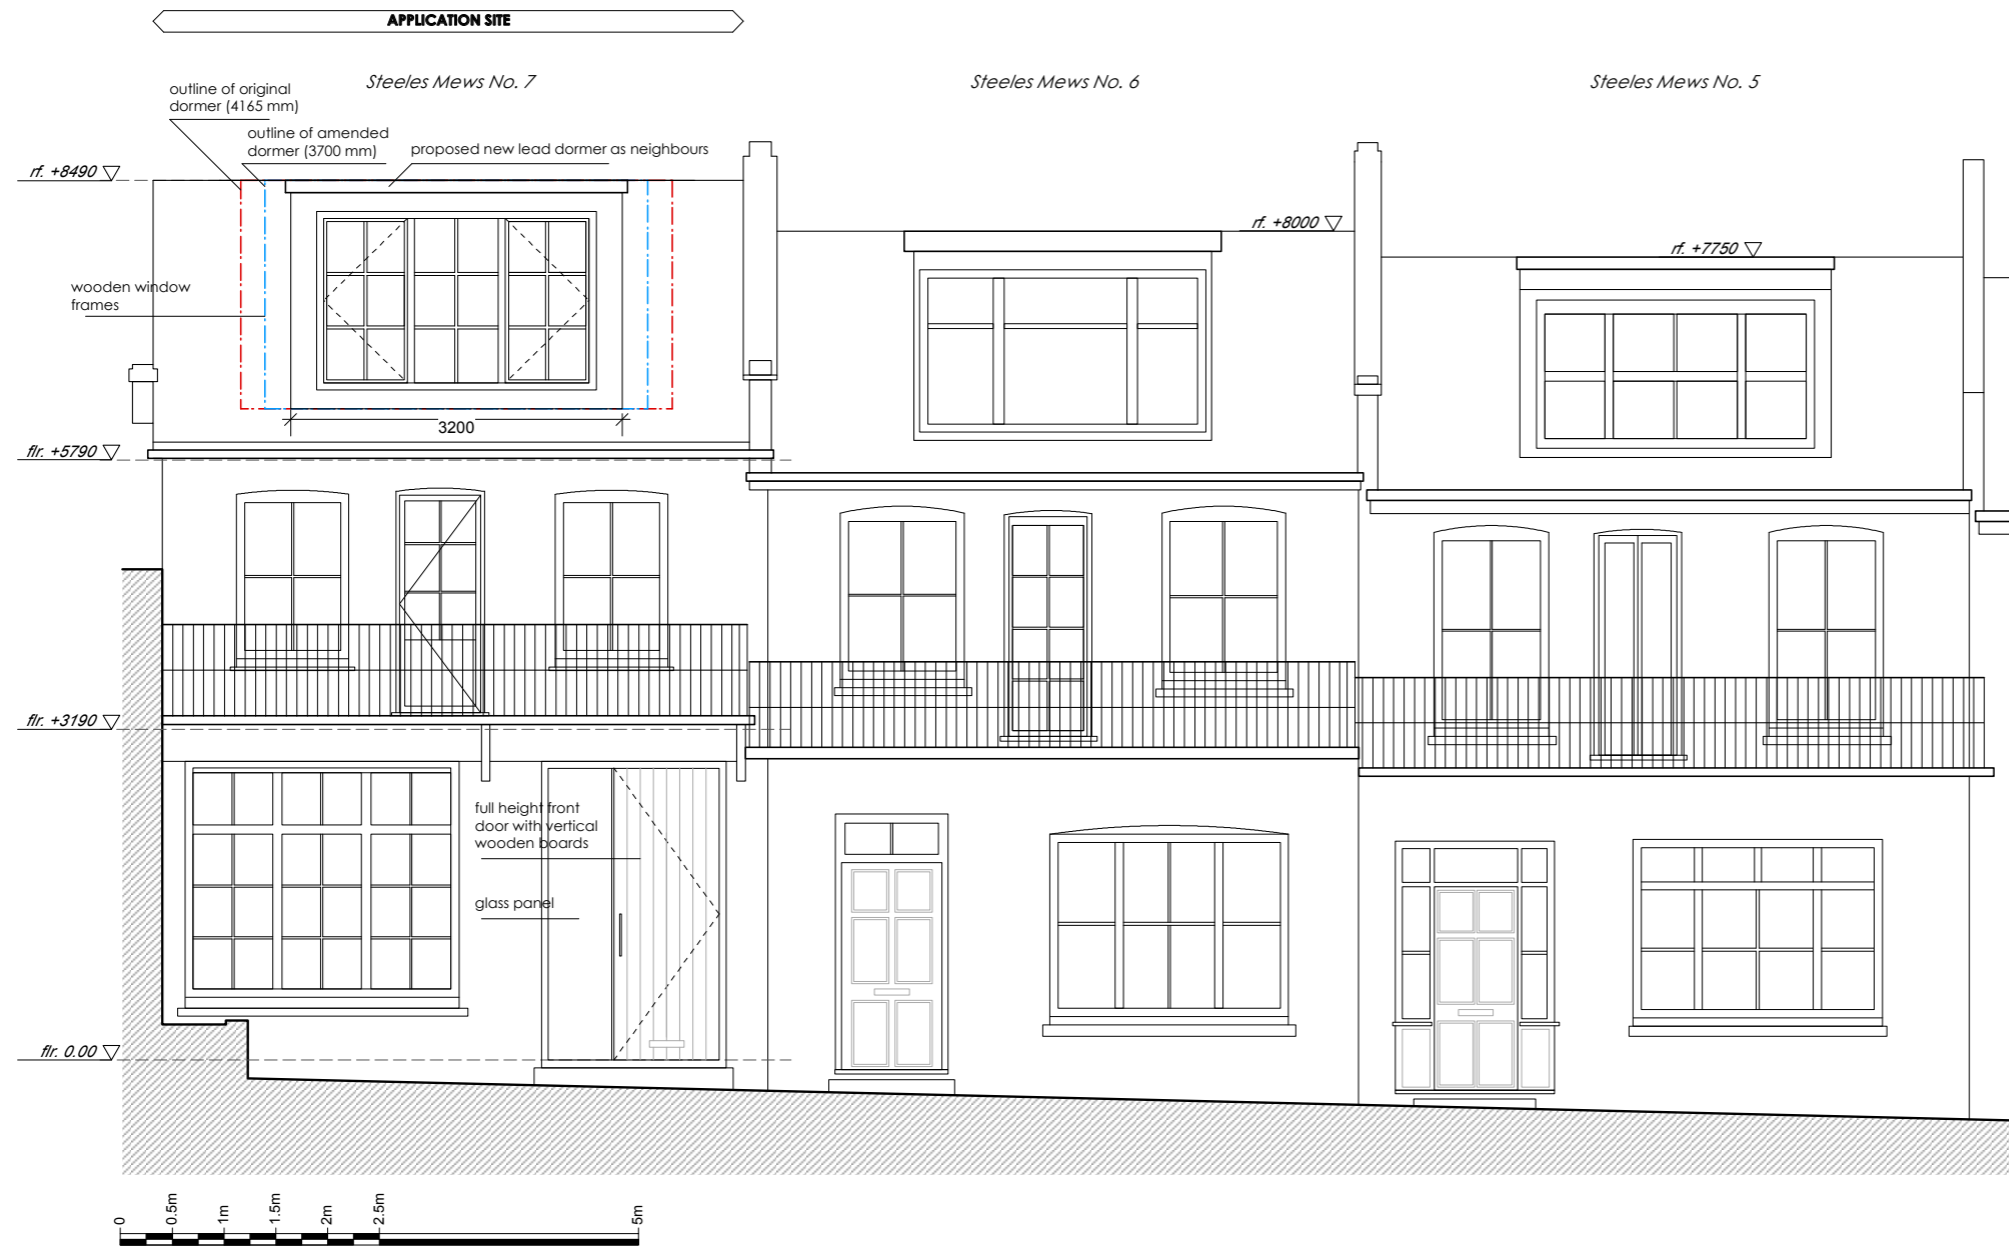 APPLICATION SITE
Steeles Mews No. 7
Steeles Mews No. 6
Steeles Mews No. 5
outline of original
dormer (4165 mm)
outline of amended
dormer (3700 mm)
proposed new lead dormer as neighbours
rf. +8490
rf. +8000
rf. +7750
wooden window
frames
3200
flr. +5790
flr. +3190
full height front
door with vertical
wooden boards
glass panel
flr. 0.00
0
0.5m
1m
1.5m
2m
2.5m
5m